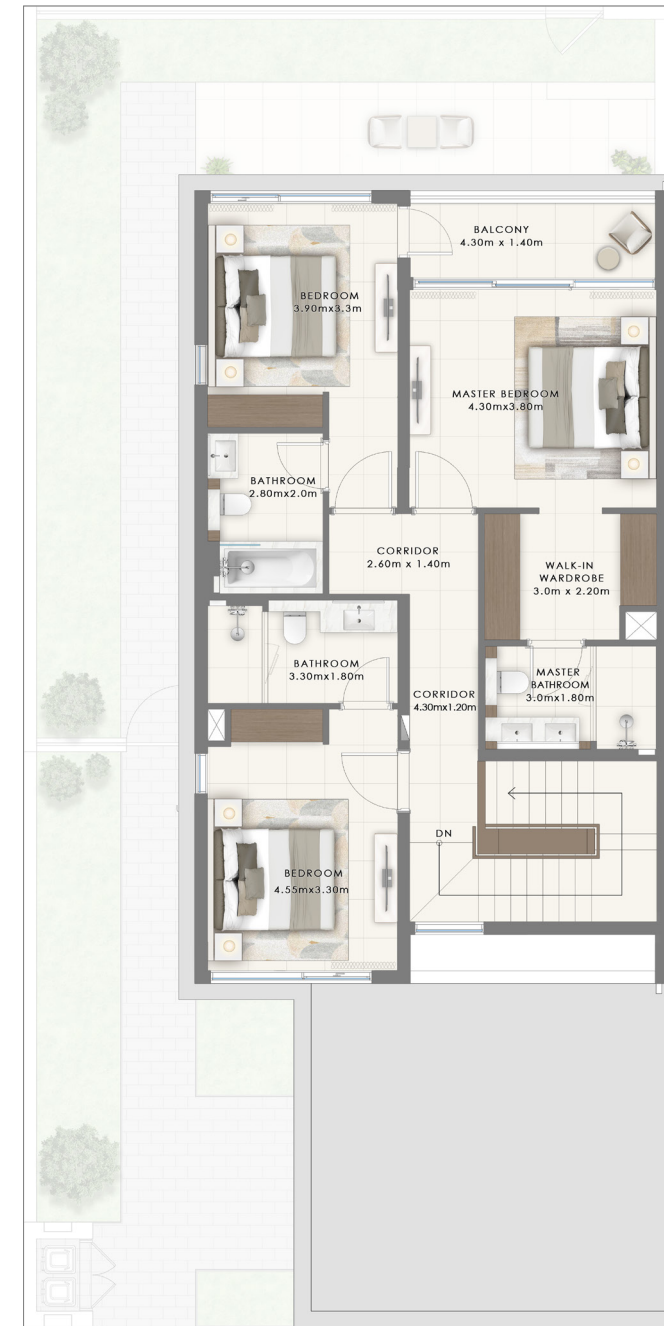 BALCONY
4.30m x 1.40m
BEDROOM
3.90mx3.3m
MASTER BEDROOM
4.30mx3.80m
BATHROOM
2.80mx2.0m
CORRIDOR
2.60m x 1.40m
WALK-IN
WARDROBE
3.0m x 2.20m
BATHROOM
3.30mx1.80m
MASTER
BATHROOM
3.0mx1.80m
CORRIDOR
4.30mx1.20m
DN
BEDROOM
4.55mx3.30m